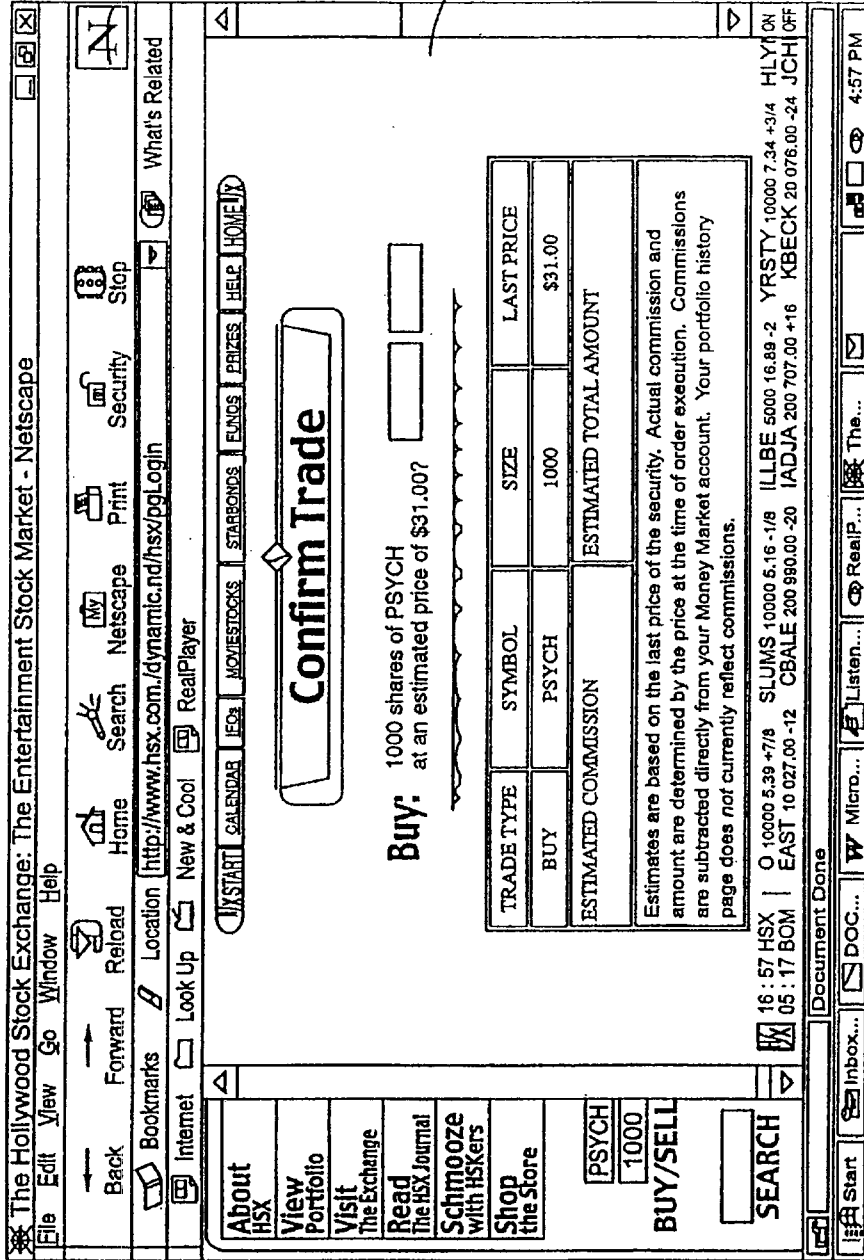 The Hollywood Stock Exchange: The Entertainment Stock Market - Netscape
File Edit View Go Window Help
Back Forward Reload Home Search Netscape Print Security Stop
My
N
Bookmarks Location http://www.hsx.com./dynamic.nd/hsx/pgLogin What's Related
Internet Look Up New & Cool RealPlayer
About
HSX
View
Portfolio
Visit
The Exchange
Read
The HSX Journal
Schmooze
with HSKers
Shop
the Store
PSYCH
1000
BUY/SELL
SEARCH
START CALENDAR IFOs MOVIESTOCKS STARBONDS FUNDS PRIZES HELP HOME
Confirm Trade
Buy: 1000 shares of PSYCH
at an estimated price of $31.00?
TRADE TYPE SYMBOL SIZE LAST PRICE
BUY PSYCH 1000 $31.00
ESTIMATED COMMISSION ESTIMATED TOTAL AMOUNT
Estimates are based on the last price of the security. Actual commission and
amount are determined by the price at the time of order execution. Commissions
are subtracted directly from your Money Market account. Your portfolio history
page does not currently reflect commissions.
16 : 57 HSX | O 10000 5.39 +7/8 SLUMS 10000 5.16 -1/8 ILLBE 5000 16.89 -2 YRSTY 10000 7.34 +3/4 HLYI ON
05 : 17 BOM | EAST 10 027.00 -12 CBALE 200 990.00 -20 IADJA 200 707.00 +16 KBECK 20 076.00 -24 JCHI OFF
Document Done
Start Inbox... DOC... W Micro... Listen... RealP... The... 4:57 PM